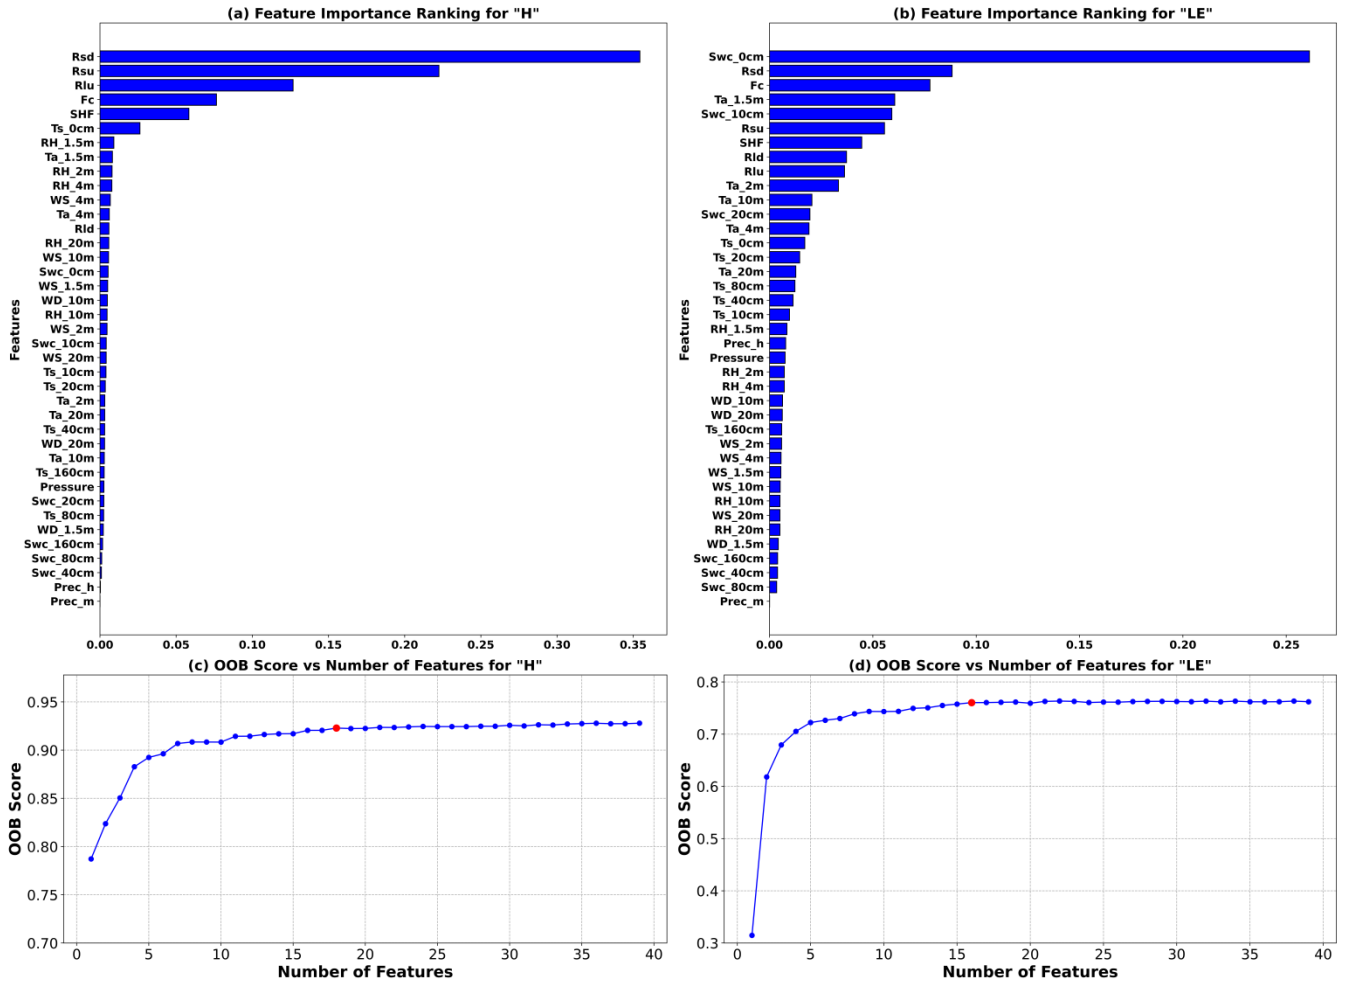 (a) Feature Importance Ranking for "H"
Features
Rsd
Rsu
Rlu
Fc
SHF
Ts_0cm
RH_1.5m
Ta_1.5m
RH_2m
RH_4m
WS_4m
Ta_4m
Rld
RH_20m
WS_10m
Swc_0cm
WS_1.5m
WD_10m
RH_10m
WS_2m
Swc_10cm
WS_20m
Ts_10cm
Ts_20cm
Ta_2m
Ta_20m
Ts_40cm
WD_20m
Ta_10m
Ts_160cm
Pressure
Swc_20cm
Ts_80cm
WD_1.5m
Swc_160cm
Swc_80cm
Swc_40cm
Prec_h
Prec_m
0.00 0.05 0.10 0.15 0.20 0.25 0.30 0.35
(b) Feature Importance Ranking for "LE"
Features
Swc_0cm
Rsd
Fc
Ta_1.5m
Swc_10cm
Rsu
SHF
Rld
Rlu
Ta_2m
Ta_10m
Swc_20cm
Ta_4m
Ts_0cm
Ts_20cm
Ta_20m
Ts_80cm
Ts_40cm
Ts_10cm
RH_1.5m
Prec_h
Pressure
RH_2m
RH_4m
WD_10m
WD_20m
Ts_160cm
WS_2m
WS_4m
WS_1.5m
WS_10m
RH_10m
WS_20m
RH_20m
WD_1.5m
Swc_160cm
Swc_40cm
Swc_80cm
Prec_m
0.00 0.05 0.10 0.15 0.20 0.25
(c) OOB Score vs Number of Features for "H"
OOB Score
0.95
0.90
0.85
0.80
0.75
0.70
0 5 10 15 20 25 30 35 40
Number of Features
(d) OOB Score vs Number of Features for "LE"
OOB Score
0.8
0.7
0.6
0.5
0.4
0.3
0 5 10 15 20 25 30 35 40
Number of Features